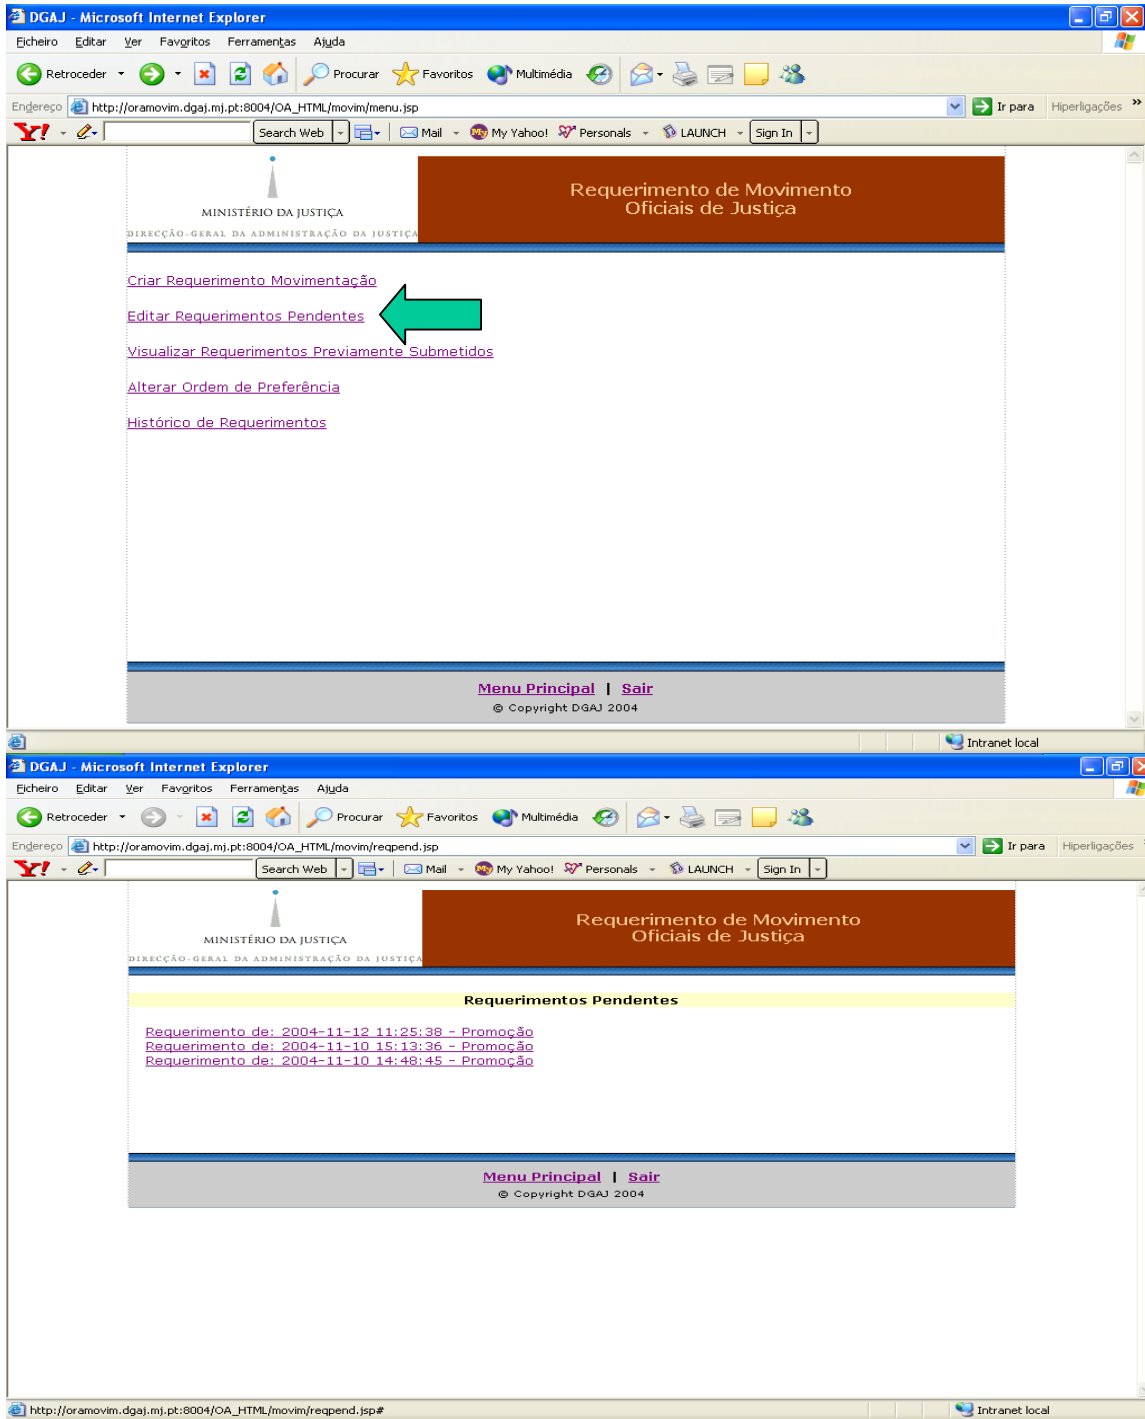 DGAJ - Microsoft Internet Explorer
Ficheiro Editar Ver Favoritos Ferramentas Ajuda
Retroceder Procurar Favoritos Multimédia
Endereço http://oramovim.dgaj.mj.pt:8004/OA_HTML/movim/menu.jsp Ir para Hiperligações »
Y! Search Web Mail My Yahoo! Personals LAUNCH Sign In
MINISTÉRIO DA JUSTIÇA
DIRECÇÃO-GERAL DA ADMINISTRAÇÃO DA JUSTIÇA
Requerimento de Movimento
Oficiais de Justiça
Criar Requerimento Movimentação
Editar Requerimentos Pendentes
Visualizar Requerimentos Previamente Submetidos
Alterar Ordem de Preferência
Histórico de Requerimentos
Menu Principal | Sair
© Copyright DGAJ 2004
Intranet local
DGAJ - Microsoft Internet Explorer
Ficheiro Editar Ver Favoritos Ferramentas Ajuda
Retroceder Procurar Favoritos Multimédia
Endereço http://oramovim.dgaj.mj.pt:8004/OA_HTML/movim/reqpend.jsp Ir para Hiperligações
Y! Search Web Mail My Yahoo! Personals LAUNCH Sign In
MINISTÉRIO DA JUSTIÇA
DIRECÇÃO-GERAL DA ADMINISTRAÇÃO DA JUSTIÇA
Requerimento de Movimento
Oficiais de Justiça
Requerimentos Pendentes
Requerimento de: 2004-11-12 11:25:38 - Promoção
Requerimento de: 2004-11-10 15:13:36 - Promoção
Requerimento de: 2004-11-10 14:48:45 - Promoção
Menu Principal | Sair
© Copyright DGAJ 2004
http://oramovim.dgaj.mj.pt:8004/OA_HTML/movim/reqpend.jsp# Intranet local